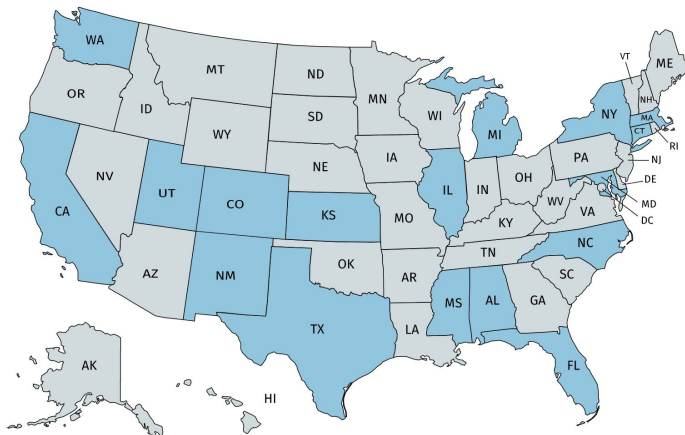 WA
MT
ND
MN
VT
ME
OR
ID
SD
WI
MI
NY
NH
MA
CT
RI
WY
IA
NE
PA
NJ
NV
UT
CO
IL
IN
OH
DE
MD
DC
CA
KS
MO
WV
VA
KY
NC
TN
AZ
NM
OK
AR
SC
MS
AL
GA
TX
LA
FL
AK
HI